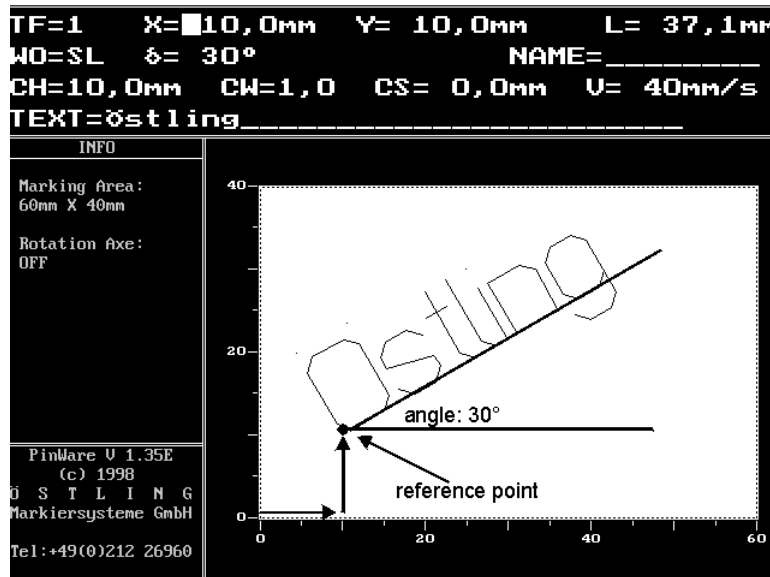 TF=1 X=10,0mm Y= 10,0mm L= 37,1mm
WO=SL δ= 30° NAME=________
CH=10,0mm CW=1,0 CS= 0,0mm V= 40mm/s
TEXT=östling__________________________
INFO
Marking Area:
60mm X 40mm
Rotation Axe:
OFF
PinWare V 1.35E
(c) 1998
Ö S T L I N G
Markiersysteme GmbH
Tel:+49(0)212 26960
40
20
0
0 20 40 60
östling
angle: 30°
reference point